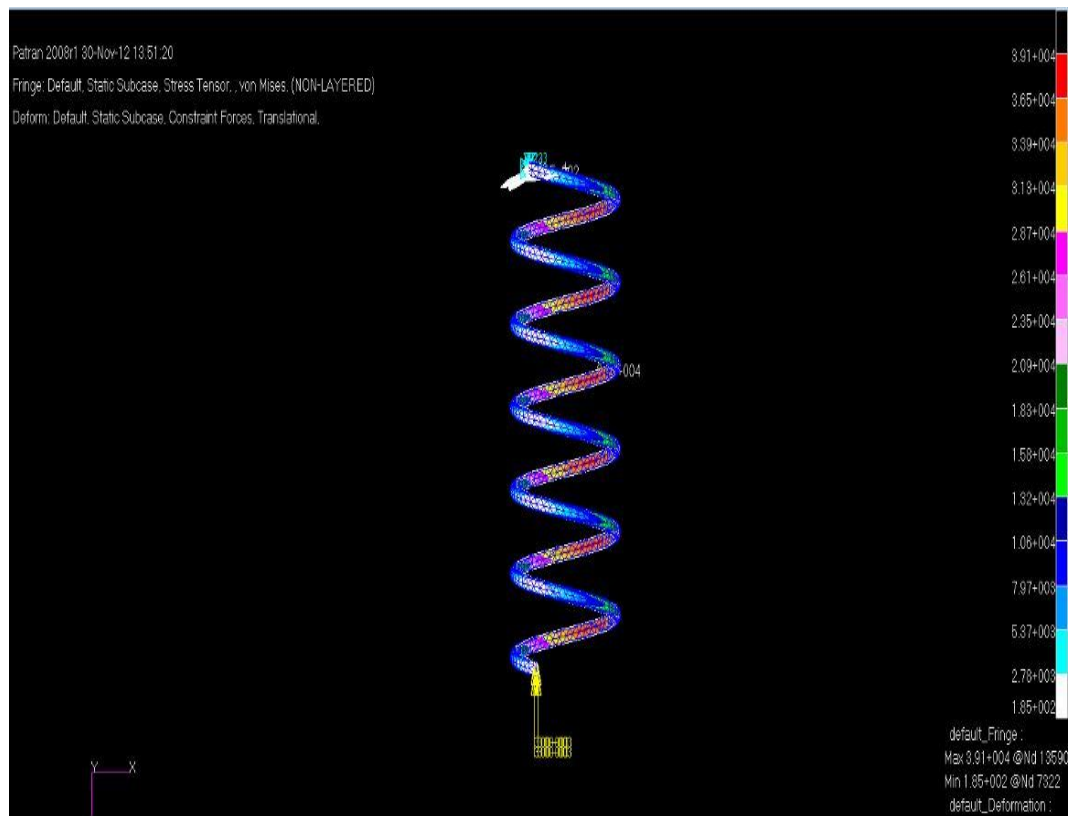 Patran 2008r1 30-Nov-12 13:51:20
Fringe: Default, Static Subcase, Stress Tensor, , von Mises, (NON-LAYERED)
Deform: Default, Static Subcase, Constraint Forces, Translational,
3.91+004
3.65+004
3.39+004
3.13+004
2.87+004
2.61+004
2.35+004
2.09+004
1.83+004
1.58+004
1.32+004
1.06+004
7.97+003
5.37+003
2.78+003
1.85+002
+004
Y X
default_Fringe :
Max 3.91+004 @Nd 13590
Min 1.85+002 @Nd 7322
default_Deformation :